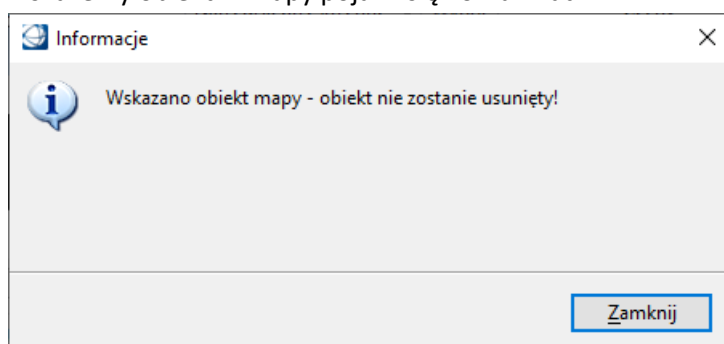 Informacje
Wskazano obiekt mapy - obiekt nie zostanie usunięty!
Zamknij